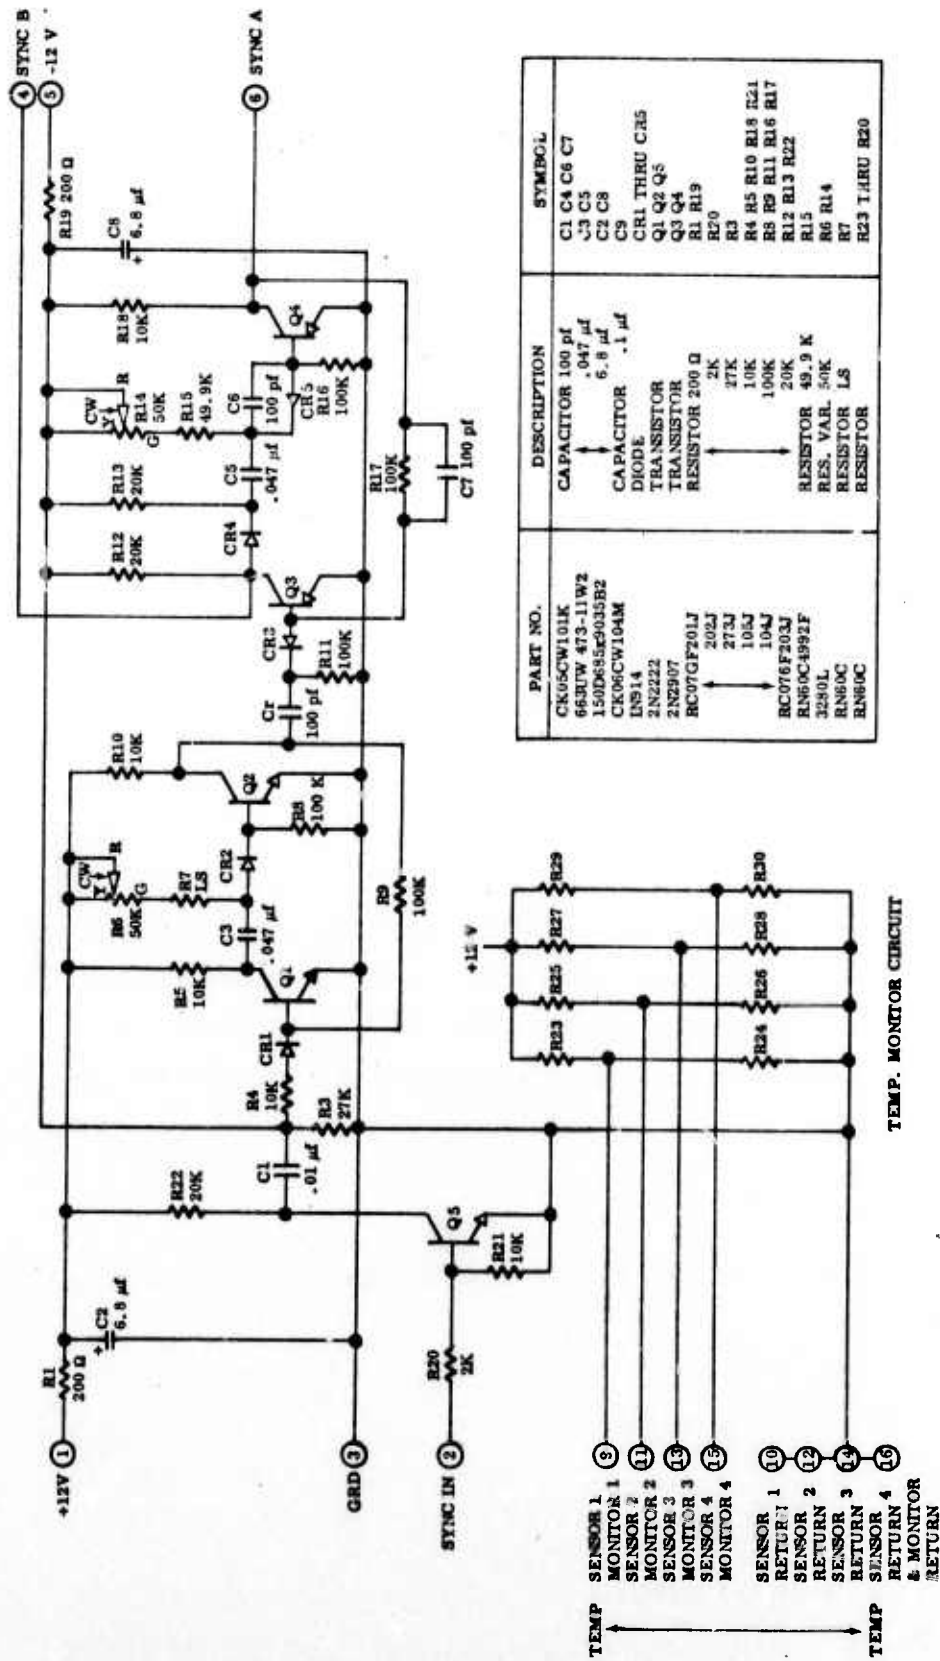 +12V 1
R1
200 Ω
C2
6.8 µf
+
GRD 3
SYNC IN 2
R20
2K
R21
10K
Q5
R22
20K
C1
.01 µf
R3
27K
R4
10K
CR1
Q1
R5
10K
C3
.047 µf
R6
50K
CW
Y
R
G
R7
LS
CR2
R8
100 K
Q2
R10
10K
R9
100K
Cr
100 pf
R11
100K
Q3
R12
20K
CR4
R13
20K
C5
.047 µf
CW
Y
R
R14
50K
G
R15
49.9K
C6
100 pf
CR5
R16
100K
R17
100K
C7 100 pf
Q4
R18
10K
C8
6.8 µf
+
R19 200 Ω
4 SYNC B
5 -12 V
6 SYNC A
PART NO. DESCRIPTION SYMBOL
CK05CW101K CAPACITOR 100 pf C1 C4 C6 C7
663UW 473-11W2 .047 µf C3 C5
150D685x9035B2 6.8 µf C2 C8
CK06CW104M CAPACITOR .1 µf C9
DIODE CR1 THRU CR5
2N2222 TRANSISTOR Q1 Q2 Q5
2N2907 TRANSISTOR Q3 Q4
RC07GF201J RESISTOR 200 Ω R1 R19
202J 2K R20
273J 27K R3
103J 10K R4 R5 R10 R18 R21
104J 100K R8 R9 R11 R16 R17
20K R12 R13 R22
RN60C4992F RESISTOR 49.9 K R15
RES. VAR. 50K R6 R14
RN60C RESISTOR LS R7
RN60C RESISTOR R23 THRU R20
+12 V
R23
R25
R27
R29
R24
R26
R28
R30
TEMP. MONITOR CIRCUIT
TEMP
SENSOR 1
MONITOR 1
SENSOR 2
MONITOR 2
11
SENSOR 3
MONITOR 3
13
SENSOR 4
MONITOR 4
15
SENSOR
RETURN 1
10
SENSOR
RETURN 2
12
SENSOR
RETURN 3
14
TEMP
SENSOR
RETURN 4
16
& MONITOR
RETURN